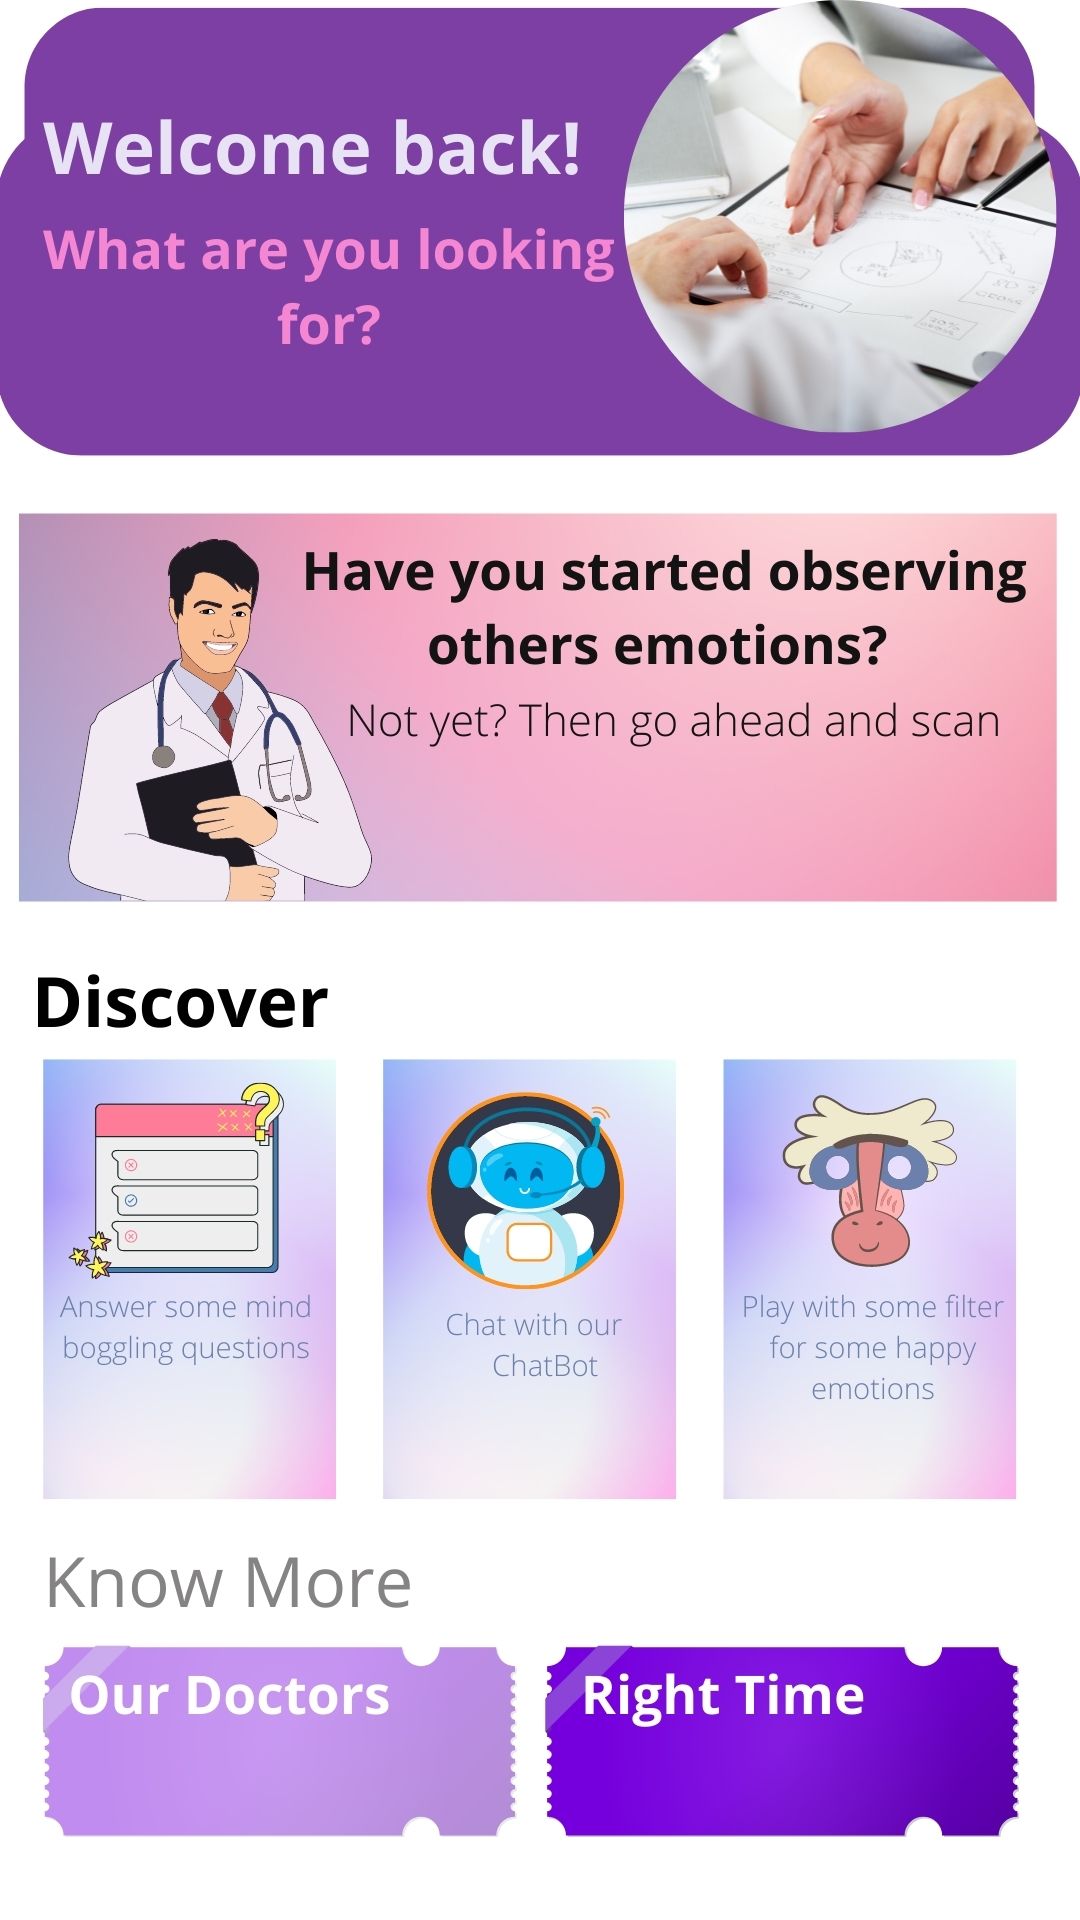 Welcome back!
What are you looking
for?
Have you started observing
others emotions?
Not yet? Then go ahead and scan
Discover
Answer some mind
boggling questions
Chat with our
ChatBot
Play with some filter
for some happy
emotions
Know More
Our Doctors
Right Time